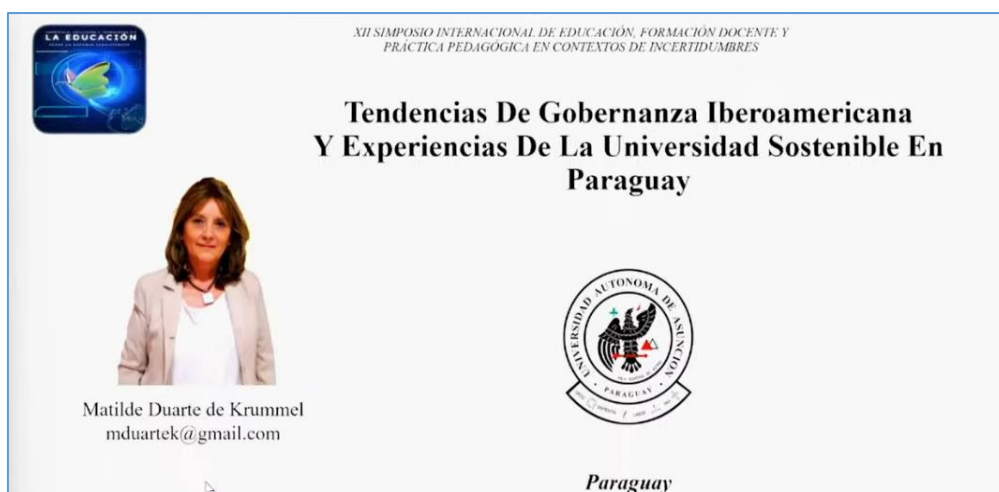 LA EDUCACIÓN
XII SIMPOSIO INTERNACIONAL DE EDUCACIÓN, FORMACIÓN DOCENTE Y
PRÁCTICA PEDAGÓGICA EN CONTEXTOS DE INCERTIDUMBRES
Tendencias De Gobernanza Iberoamericana
Y Experiencias De La Universidad Sostenible En
Paraguay
UNIVERSIDAD AUTONOMA DE ASUNCIÓN
PARAGUAY
Matilde Duarte de Krummel
mduartek@gmail.com
Paraguay